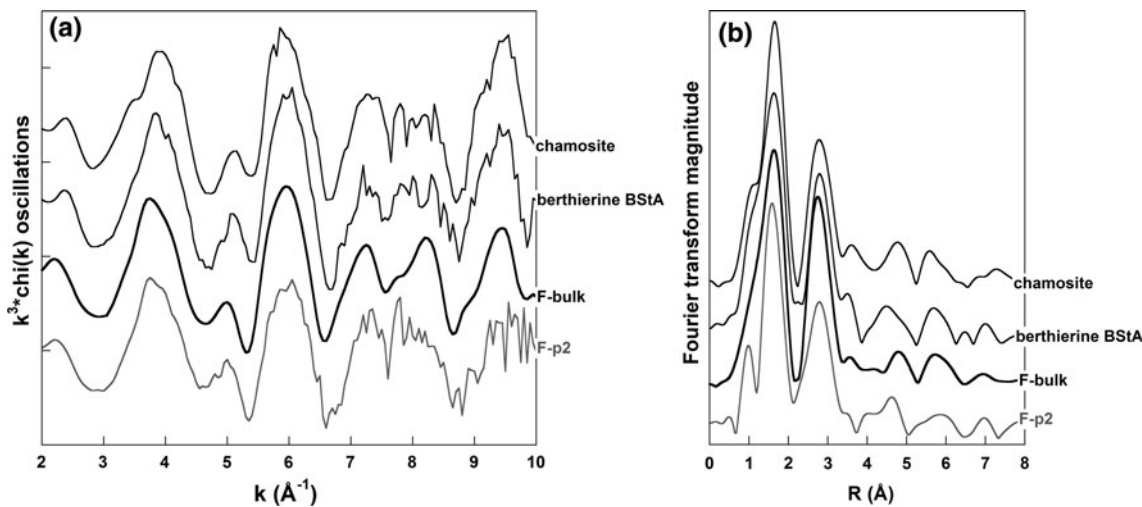 (a)
k³*chi(k) oscillations
chamosite
berthierine BStA
F-bulk
F-p2
2 3 4 5 6 7 8 9 10
k (Å⁻¹)
(b)
Fourier transform magnitude
chamosite
berthierine BStA
F-bulk
F-p2
0 1 2 3 4 5 6 7 8
R (Å)